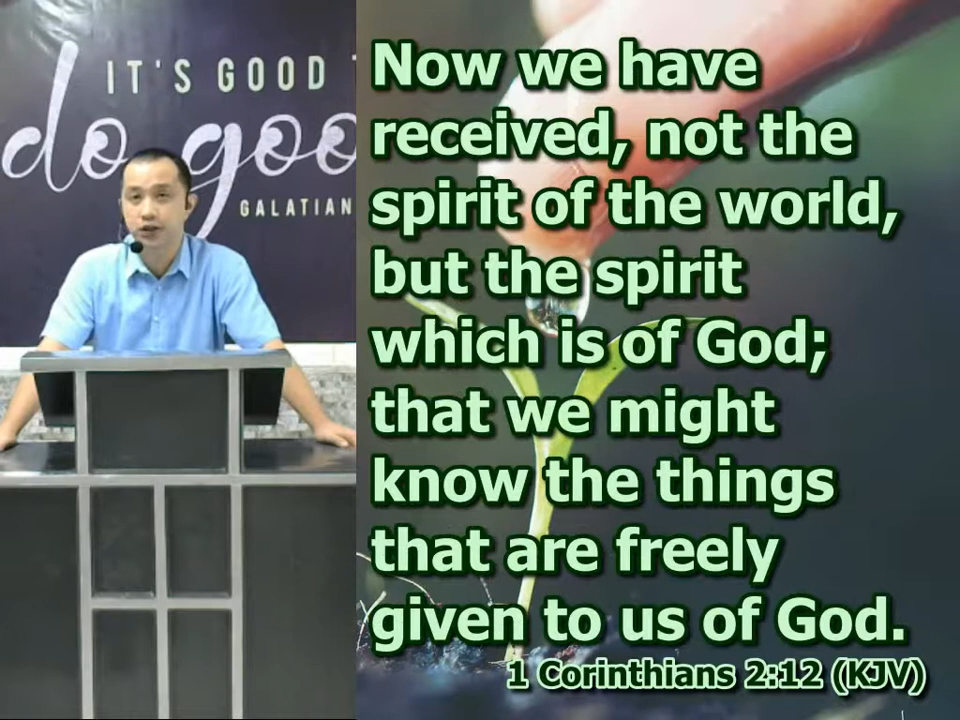 IT'S GOOD
do goo
GALATIAN
Now we have
received, not the
spirit of the world,
but the spirit
which is of God;
that we might
know the things
that are freely
given to us of God.
1 Corinthians 2:12 (KJV)